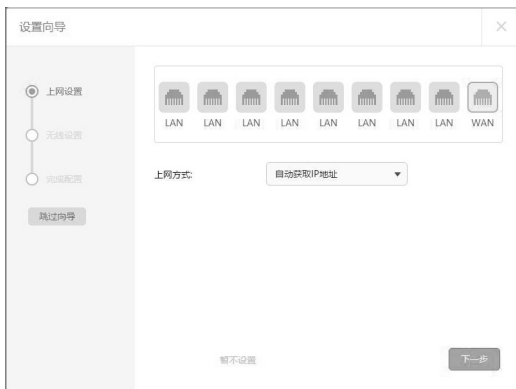 设置向导
上网设置
无线设置
完成配置
跳过向导
LAN LAN LAN LAN LAN LAN LAN LAN WAN
上网方式: 自动获取IP地址
暂不设置
下一步